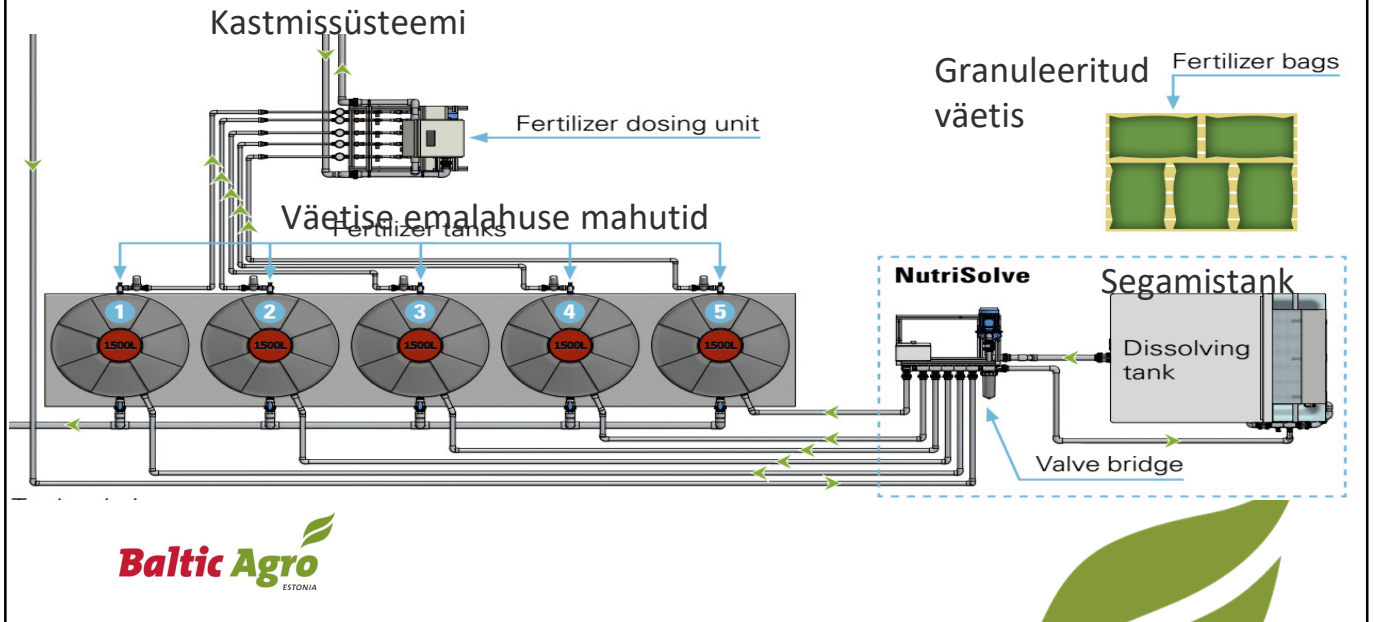 Kastmissüsteemi
Granuleeritud
väetis
Fertilizer bags
Fertilizer dosing unit
Väetise emalahuse mahutid
Fertilizer tanks
NutriSolve
Segamistank
1
2
3
4
5
1500L
1500L
1500L
1500L
1500L
Dissolving
tank
Valve bridge
Baltic Agro
ESTONIA